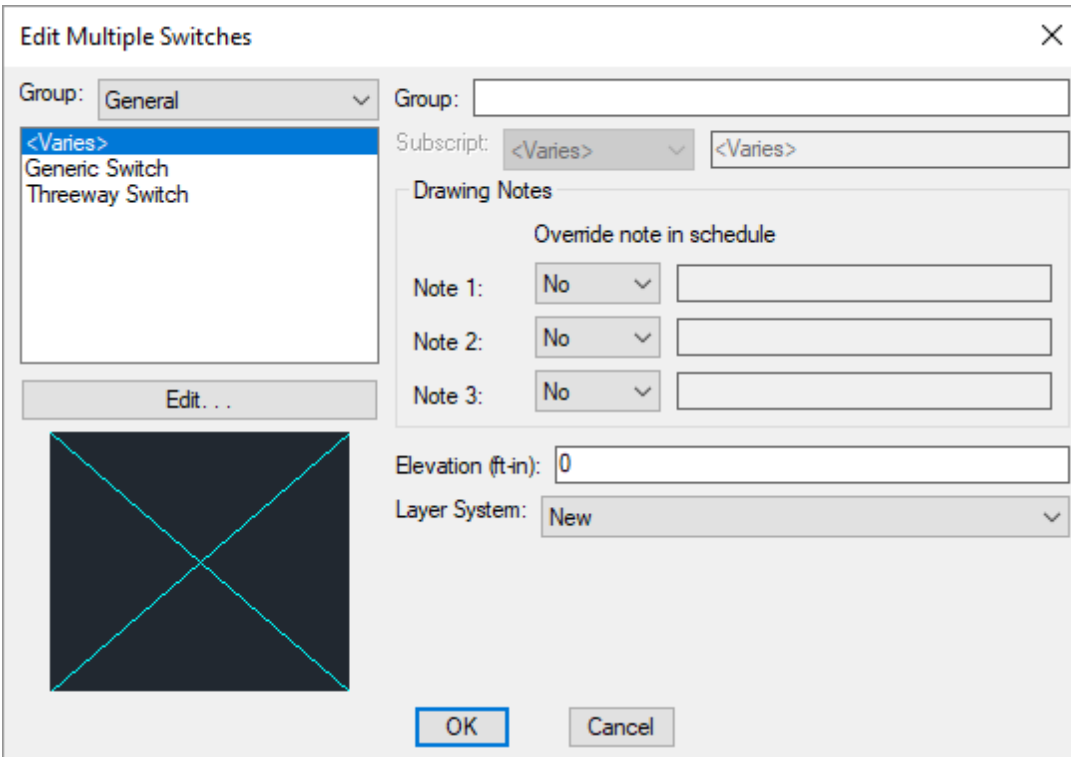 Edit Multiple Switches
Group: General
<Varies>
Generic Switch
Threeway Switch
Edit. . .
Group:
Subscript: <Varies> <Varies>
Drawing Notes
Override note in schedule
Note 1: No
Note 2: No
Note 3: No
Elevation (ft-in): 0
Layer System: New
OK Cancel